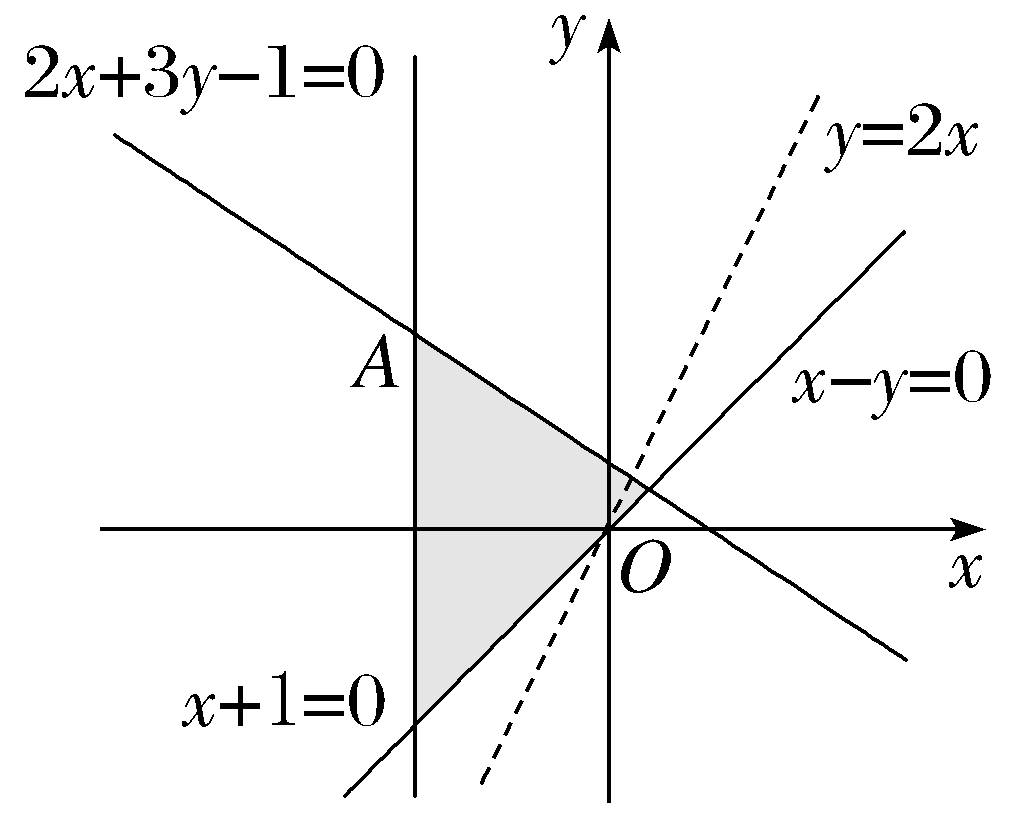 y
2x+3y−1=0
y=2x
A
x−y=0
O
x
x+1=0